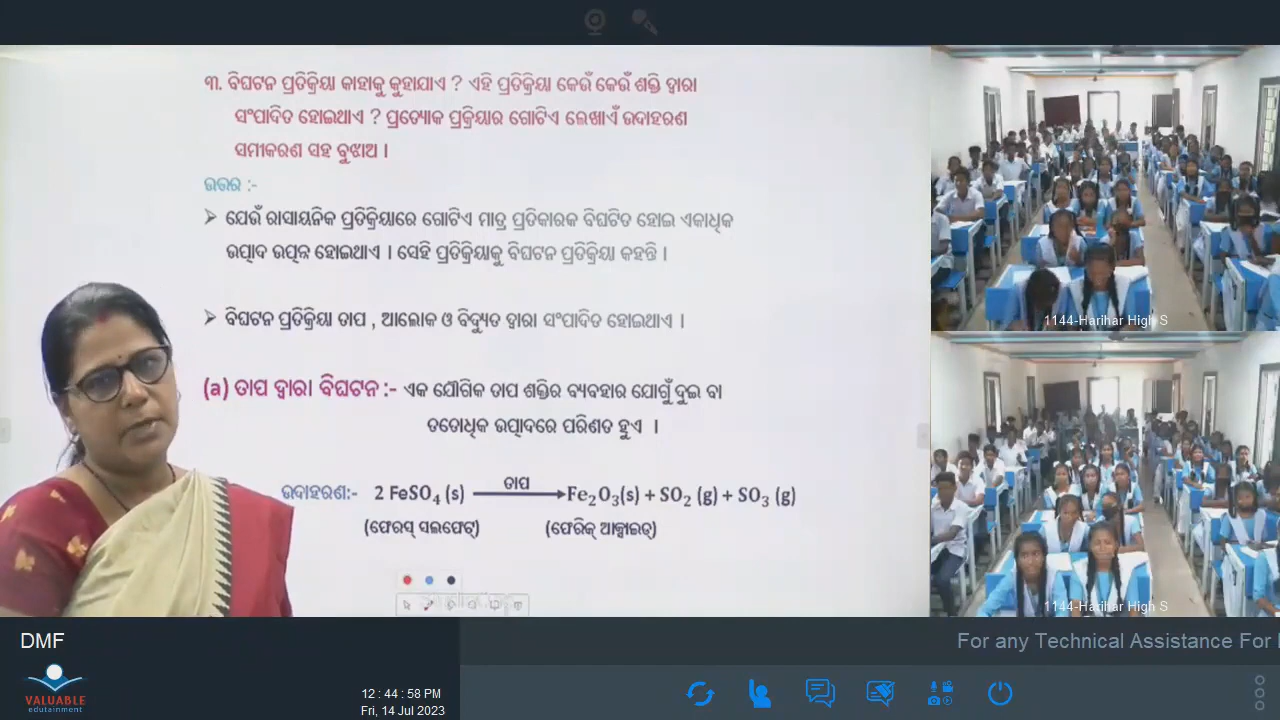 ୩. ବିଘଟନ ପ୍ରତିକ୍ରିୟା କାହାକୁ କୁହାଯାଏ ? ଏହି ପ୍ରତିକ୍ରିୟା କେଉଁ କେଉଁ ଶକ୍ତି ଦ୍ୱାରା
ସଂପାଦିତ ହୋଇଥାଏ ? ପ୍ରତ୍ୟେକ ପ୍ରକ୍ରିୟାର ଗୋଟିଏ ଲେଖାଏଁ ଉଦାହରଣ
ସମୀକରଣ ସହ ବୁଝାଅ ।
ଉତ୍ତର :-
➢ ଯେଉଁ ରାସାୟନିକ ପ୍ରତିକ୍ରିୟାରେ ଗୋଟିଏ ମାତ୍ର ପ୍ରତିକାରକ ବିଘଟିତ ହୋଇ ଏକାଧିକ
ଉତ୍ପାଦ ଉତ୍ପନ୍ନ ହୋଇଥାଏ । ସେହି ପ୍ରତିକ୍ରିୟାକୁ ବିଘଟନ ପ୍ରତିକ୍ରିୟା କହନ୍ତି ।
➢ ବିଘଟନ ପ୍ରତିକ୍ରିୟା ତାପ , ଆଲୋକ ଓ ବିଦ୍ୟୁତ ଦ୍ୱାରା ସଂପାଦିତ ହୋଇଥାଏ ।
(a) ତାପ ଦ୍ୱାରା ବିଘଟନ :- ଏକ ଯୌଗିକ ତାପ ଶକ୍ତିର ବ୍ୟବହାର ଯୋଗୁଁ ଦୁଇ ବା
ତତୋଧିକ ଉତ୍ପାଦରେ ପରିଣତ ହୁଏ ।
ତାପ
ଉଦାହରଣ:- 2 FeSO₄ (s) ⟶ Fe₂O₃(s) + SO₂ (g) + SO₃ (g)
(ଫେରସ୍ ସଲଫେଟ୍) (ଫେରିକ୍ ଆକ୍ସାଇଡ୍)
1144-Harihar High S
1144-Harihar High S
DMF
For any Technical Assistance For
VALUABLE
edutainment
12 : 44 : 58 PM
Fri, 14 Jul 2023